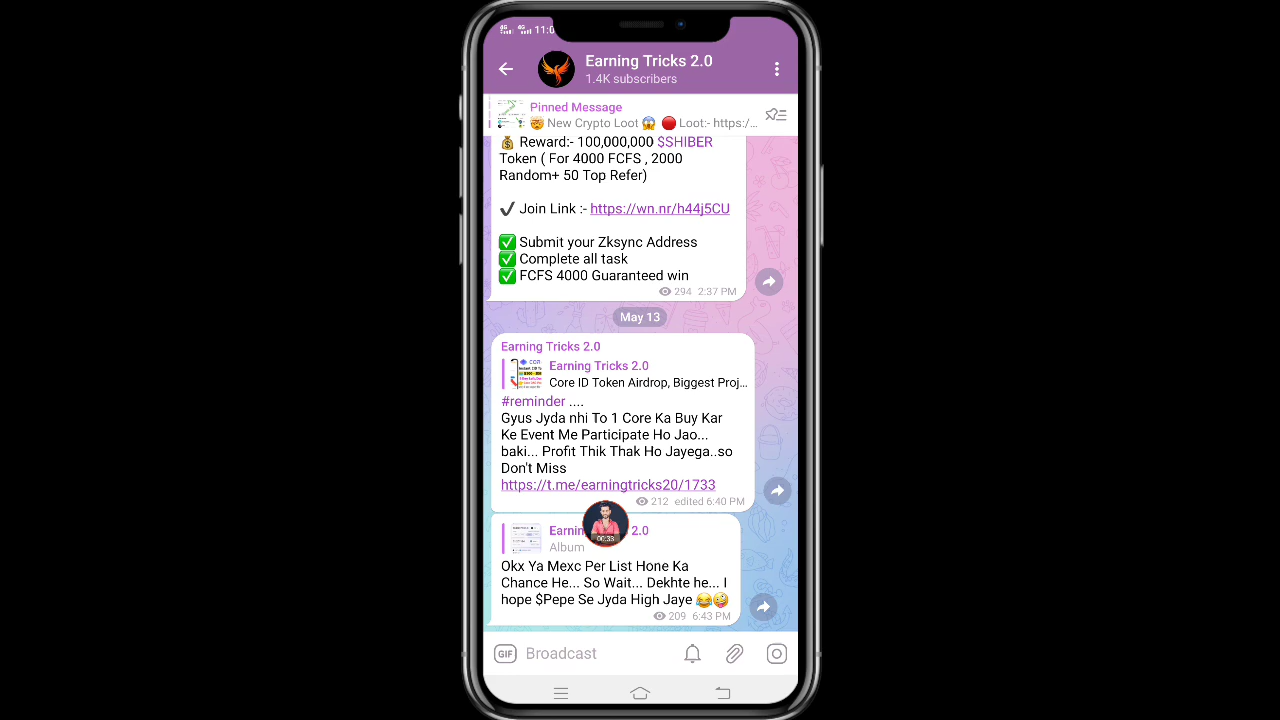 11:0
Earning Tricks 2.0
1.4K subscribers
Pinned Message
🤯 New Crypto Loot 😱 🔴 Loot:- https:/...
💰 Reward:- 100,000,000 $SHIBER
Token ( For 4000 FCFS , 2000
Random+ 50 Top Refer)
✔️ Join Link :- https://wn.nr/h44j5CU
✅ Submit your Zksync Address
✅ Complete all task
✅ FCFS 4000 Guaranteed win
294 2:37 PM
May 13
Earning Tricks 2.0
Earning Tricks 2.0
Core ID Token Airdrop, Biggest Proj...
#reminder ....
Gyus Jyda nhi To 1 Core Ka Buy Kar
Ke Event Me Participate Ho Jao...
baki... Profit Thik Thak Ho Jayega..so
Don't Miss
https://t.me/earningtricks20/1733
212 edited 6:40 PM
Earnin 2.0
00:33
Album
Okx Ya Mexc Per List Hone Ka
Chance He... So Wait... Dekhte he... I
hope $Pepe Se Jyda High Jaye 😂🤪
209 6:43 PM
GIF Broadcast